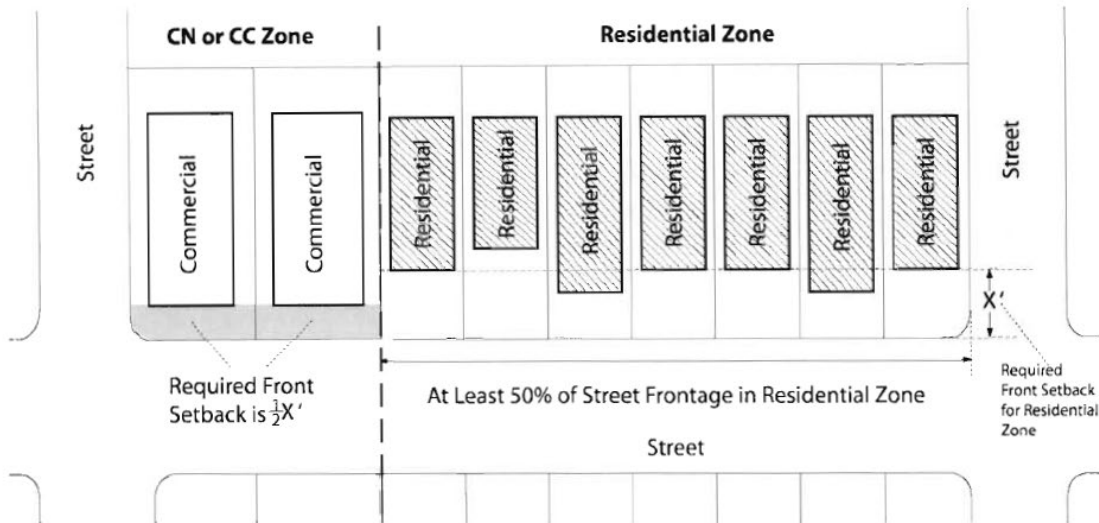 CN or CC Zone
Residential Zone
Street
Commercial
Commercial
Residential
Residential
Residential
Residential
Residential
Residential
Residential
Street
X'
Required Front
Setback is ½X'
At Least 50% of Street Frontage in Residential Zone
Required
Front Setback
for Residential
Zone
Street